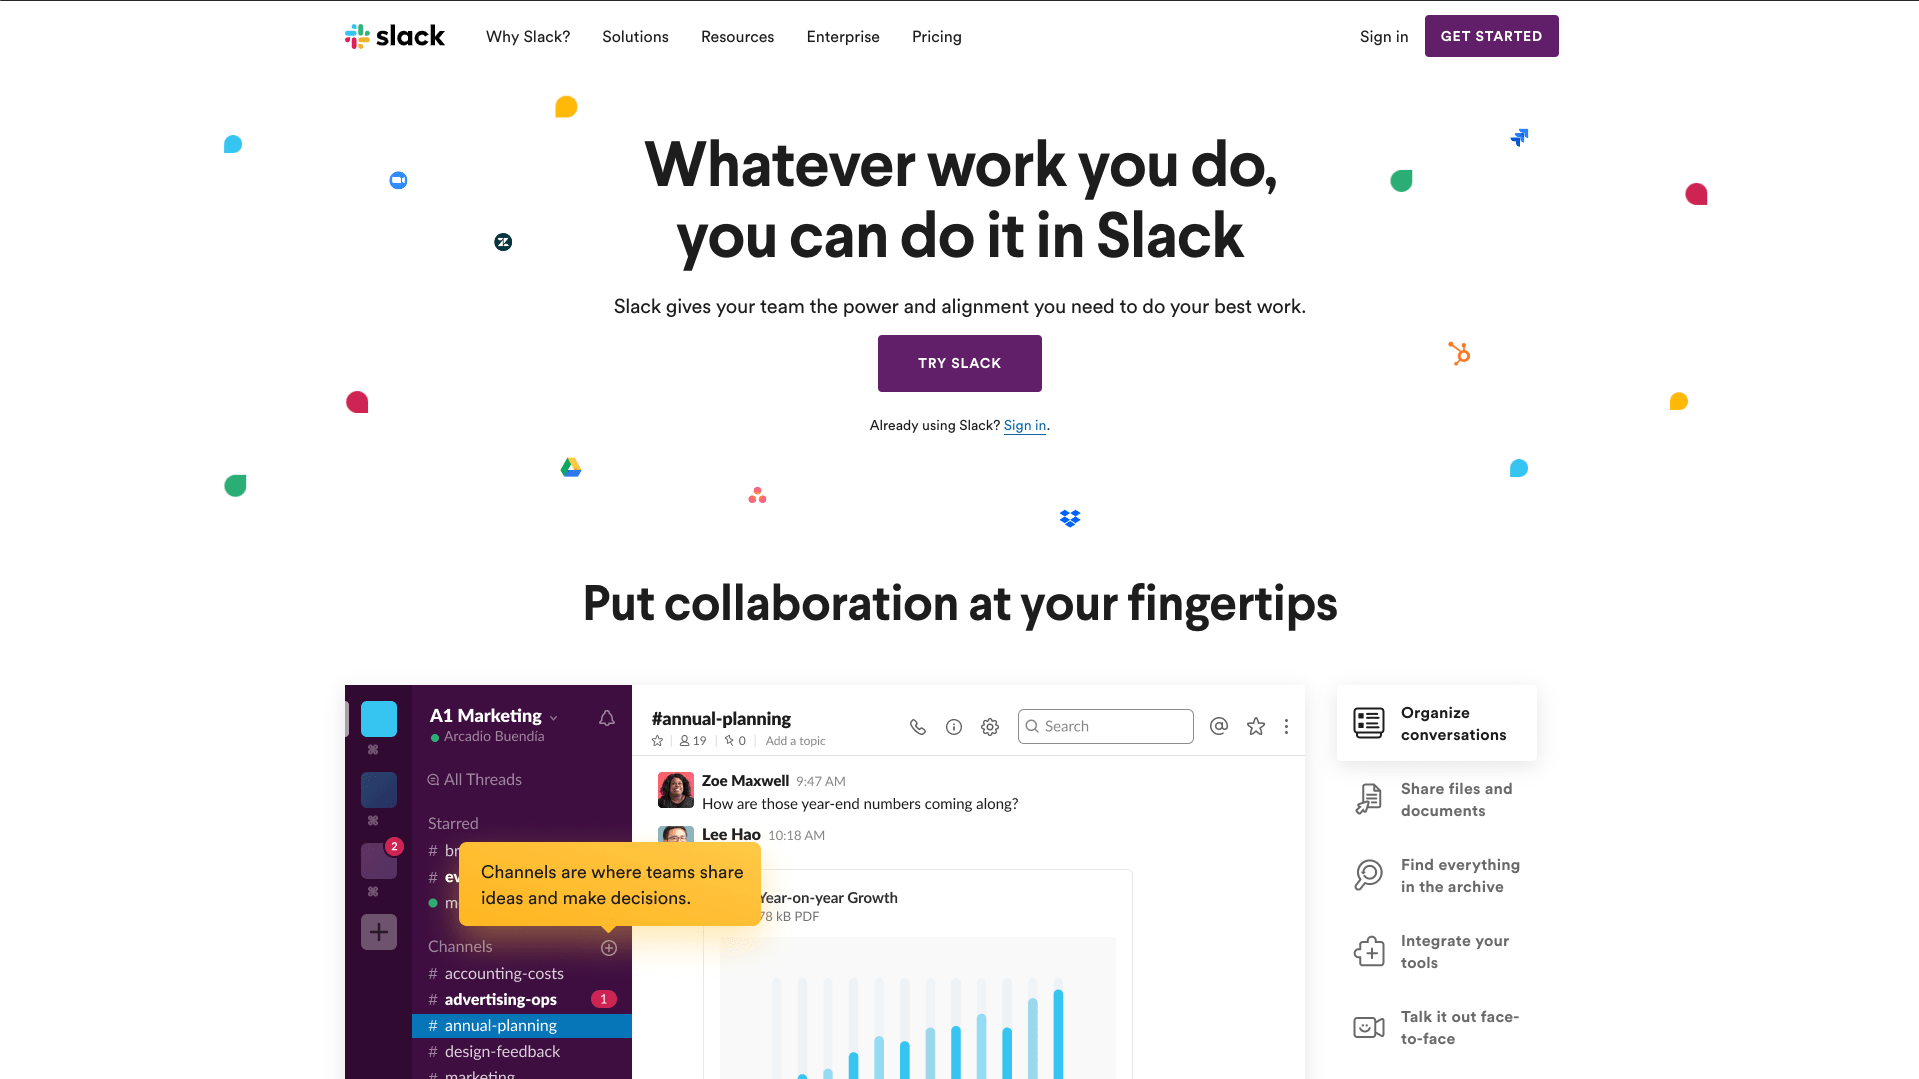 slack
Why Slack?
Solutions
Resources
Enterprise
Pricing
Sign in
GET STARTED
Whatever work you do,
you can do it in Slack
Slack gives your team the power and alignment you need to do your best work.
TRY SLACK
Already using Slack? Sign in.
Put collaboration at your fingertips
A1 Marketing
Arcadio Buendía
All Threads
Starred
# br
# ev
m
2
Channels are where teams share
ideas and make decisions.
Channels
# accounting-costs
# advertising-ops 1
# annual-planning
# design-feedback
# marketing
#annual-planning
19 | 0 | Add a topic
Search
Zoe Maxwell 9:47 AM
How are those year-end numbers coming along?
Lee Hao 10:18 AM
Year-on-year Growth
78 kB PDF
Organize
conversations
Share files and
documents
Find everything
in the archive
Integrate your
tools
Talk it out face-
to-face